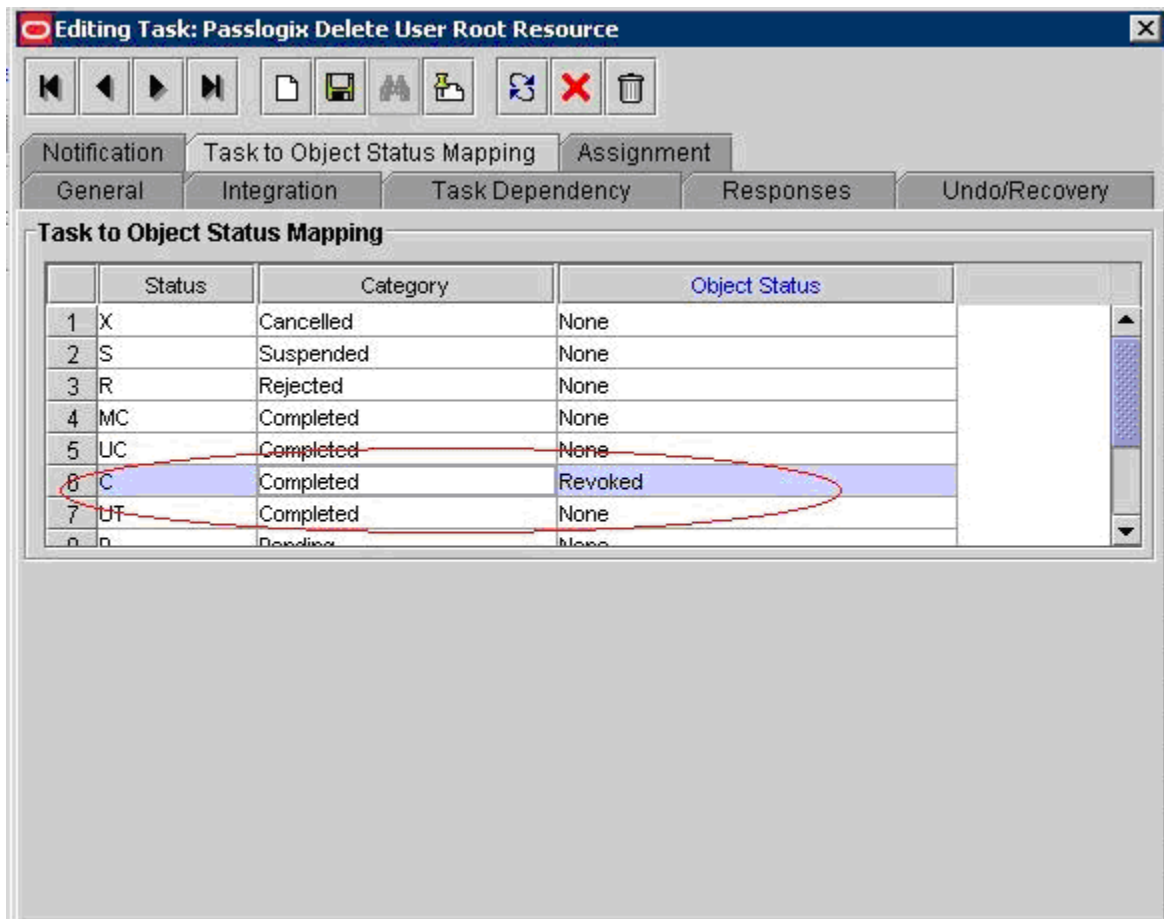 Editing Task: Passlogix Delete User Root Resource
Notification Task to Object Status Mapping Assignment
General Integration Task Dependency Responses Undo/Recovery
Task to Object Status Mapping
Status Category Object Status
1 X Cancelled None
2 S Suspended None
3 R Rejected None
4 MC Completed None
5 UC Completed None
6 C Completed Revoked
7 UT Completed None
Pending None